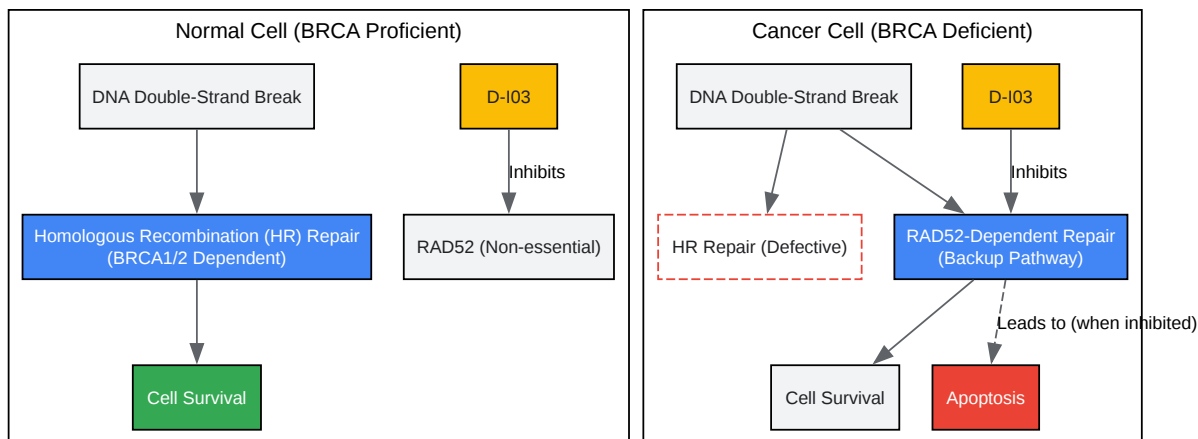 Normal Cell (BRCA Proficient)
DNA Double-Strand Break
D-I03
Inhibits
Homologous Recombination (HR) Repair
(BRCA1/2 Dependent)
RAD52 (Non-essential)
Cell Survival
Cancer Cell (BRCA Deficient)
DNA Double-Strand Break
D-I03
Inhibits
HR Repair (Defective)
RAD52-Dependent Repair
(Backup Pathway)
Leads to (when inhibited)
Cell Survival
Apoptosis